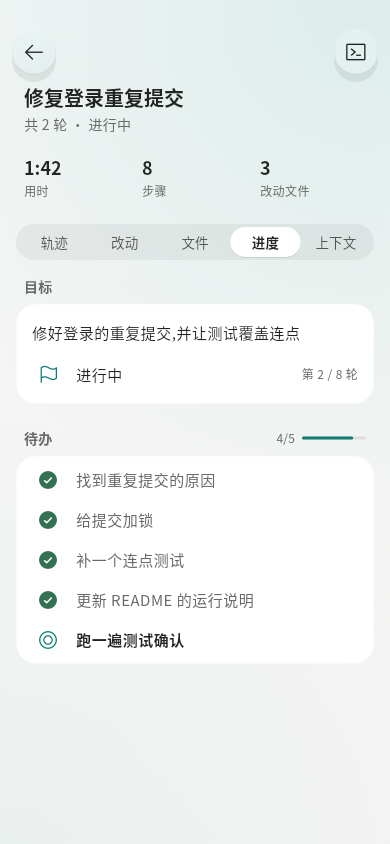 修复登录重复提交
共 2 轮 · 进行中
1:42 8 3
用时 步骤 改动文件
轨迹 改动 文件 进度 上下文
目标
修好登录的重复提交,并让测试覆盖连点
进行中 第 2 / 8 轮
待办 4/5
找到重复提交的原因
给提交加锁
补一个连点测试
更新 README 的运行说明
跑一遍测试确认